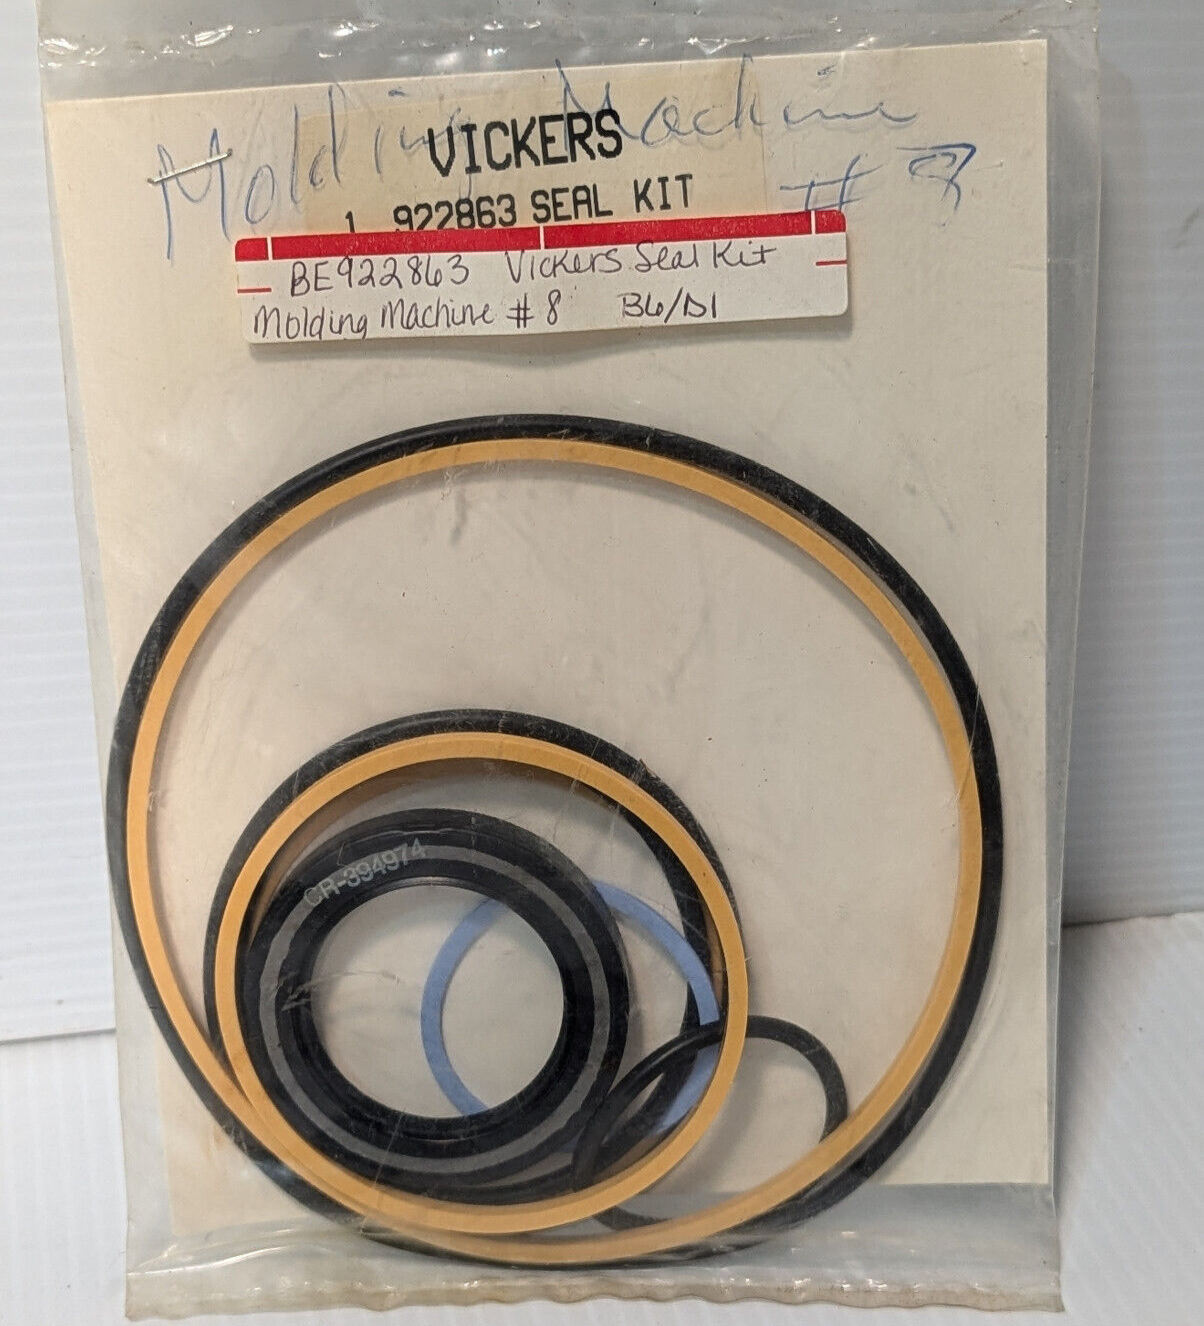 Molding Machine
VICKERS
# 8
1 922863 SEAL KIT
BE922863 Vickers Seal Kit
Molding Machine # 8 B6/D1
CR-394974